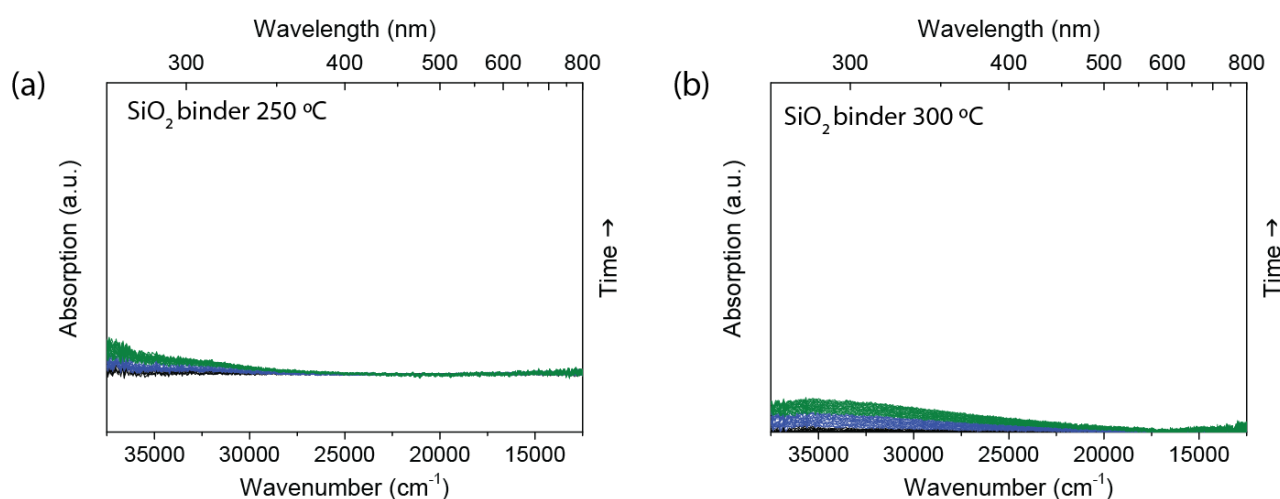 Wavelength (nm)
300 400 500 600 700 800
(a)
SiO₂ binder 250 ºC
Absorption (a.u.)
Time →
35000 30000 25000 20000 15000
Wavenumber (cm⁻¹)
Wavelength (nm)
300 400 500 600 700 800
(b)
SiO₂ binder 300 ºC
Absorption (a.u.)
Time →
35000 30000 25000 20000 15000
Wavenumber (cm⁻¹)